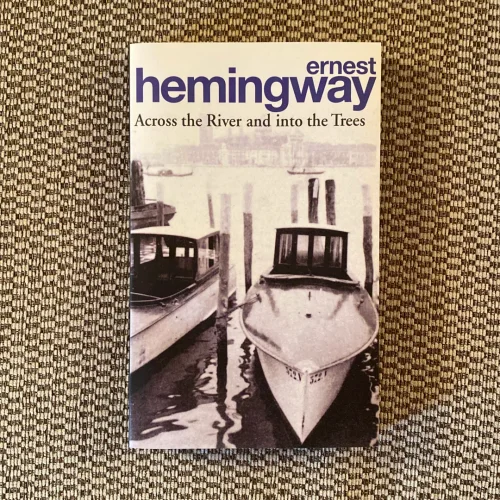 ernest
hemingway
Across the River and into the Trees